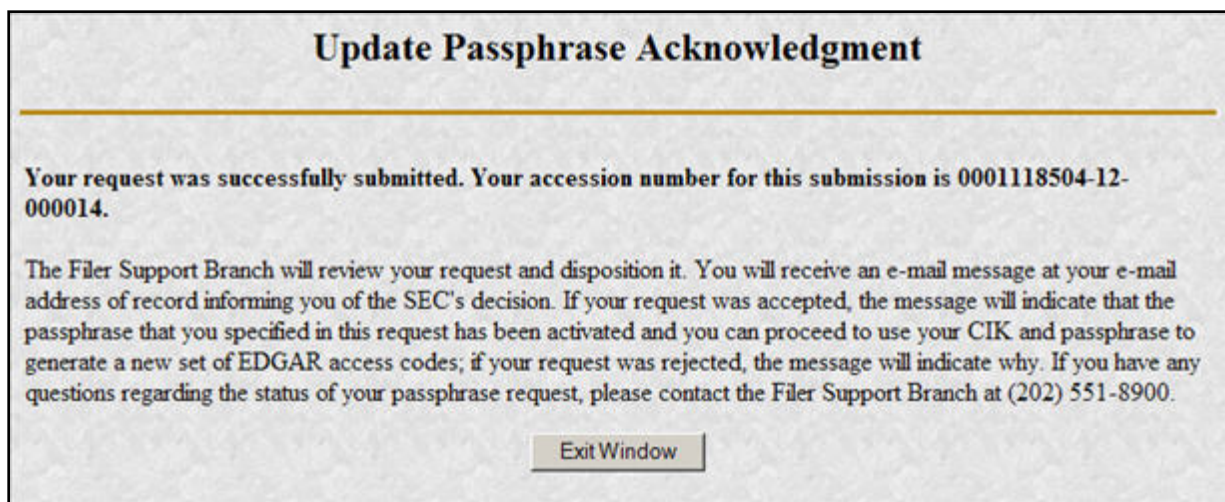 Update Passphrase Acknowledgment
Your request was successfully submitted. Your accession number for this submission is 0001118504-12-
000014.
The Filer Support Branch will review your request and disposition it. You will receive an e-mail message at your e-mail
address of record informing you of the SEC's decision. If your request was accepted, the message will indicate that the
passphrase that you specified in this request has been activated and you can proceed to use your CIK and passphrase to
generate a new set of EDGAR access codes; if your request was rejected, the message will indicate why. If you have any
questions regarding the status of your passphrase request, please contact the Filer Support Branch at (202) 551-8900.
Exit Window